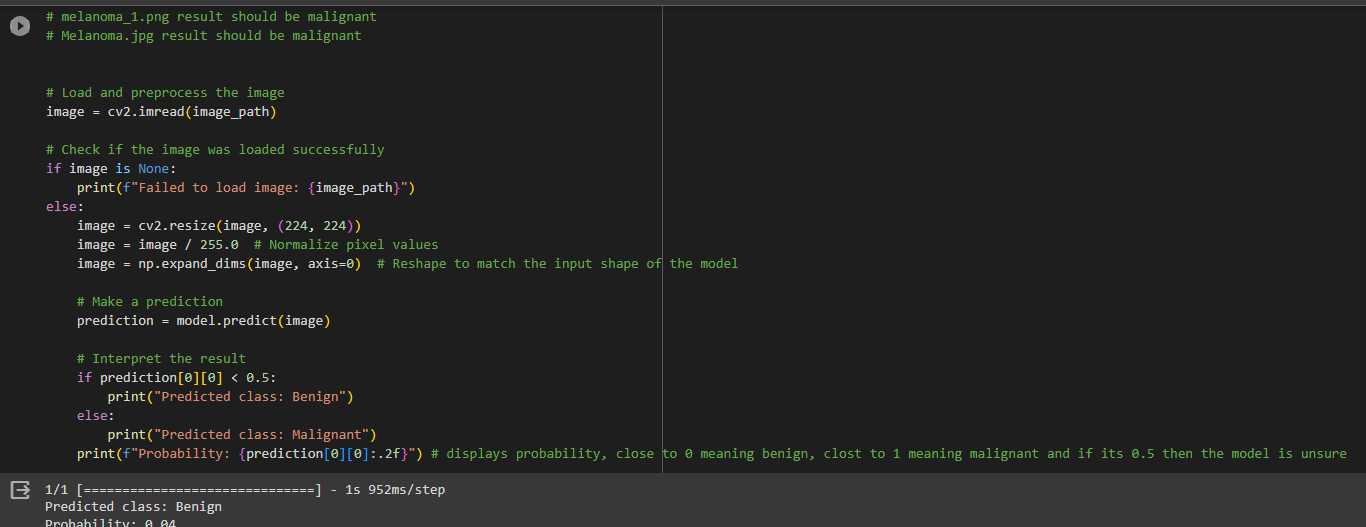 # melanoma_1.png result should be malignant
# Melanoma.jpg result should be malignant
# Load and preprocess the image
image = cv2.imread(image_path)
# Check if the image was loaded successfully
if image is None:
    print(f"Failed to load image: {image_path}")
else:
    image = cv2.resize(image, (224, 224))
    image = image / 255.0  # Normalize pixel values
    image = np.expand_dims(image, axis=0)  # Reshape to match the input shape of the model
    # Make a prediction
    prediction = model.predict(image)
    # Interpret the result
    if prediction[0][0] < 0.5:
        print("Predicted class: Benign")
    else:
        print("Predicted class: Malignant")
    print(f"Probability: {prediction[0][0]:.2f}") # displays probability, close to 0 meaning benign, clost to 1 meaning malignant and if its 0.5 then the model is unsure
1/1 [==============================] - 1s 952ms/step
Predicted class: Benign
Probability: 0.04